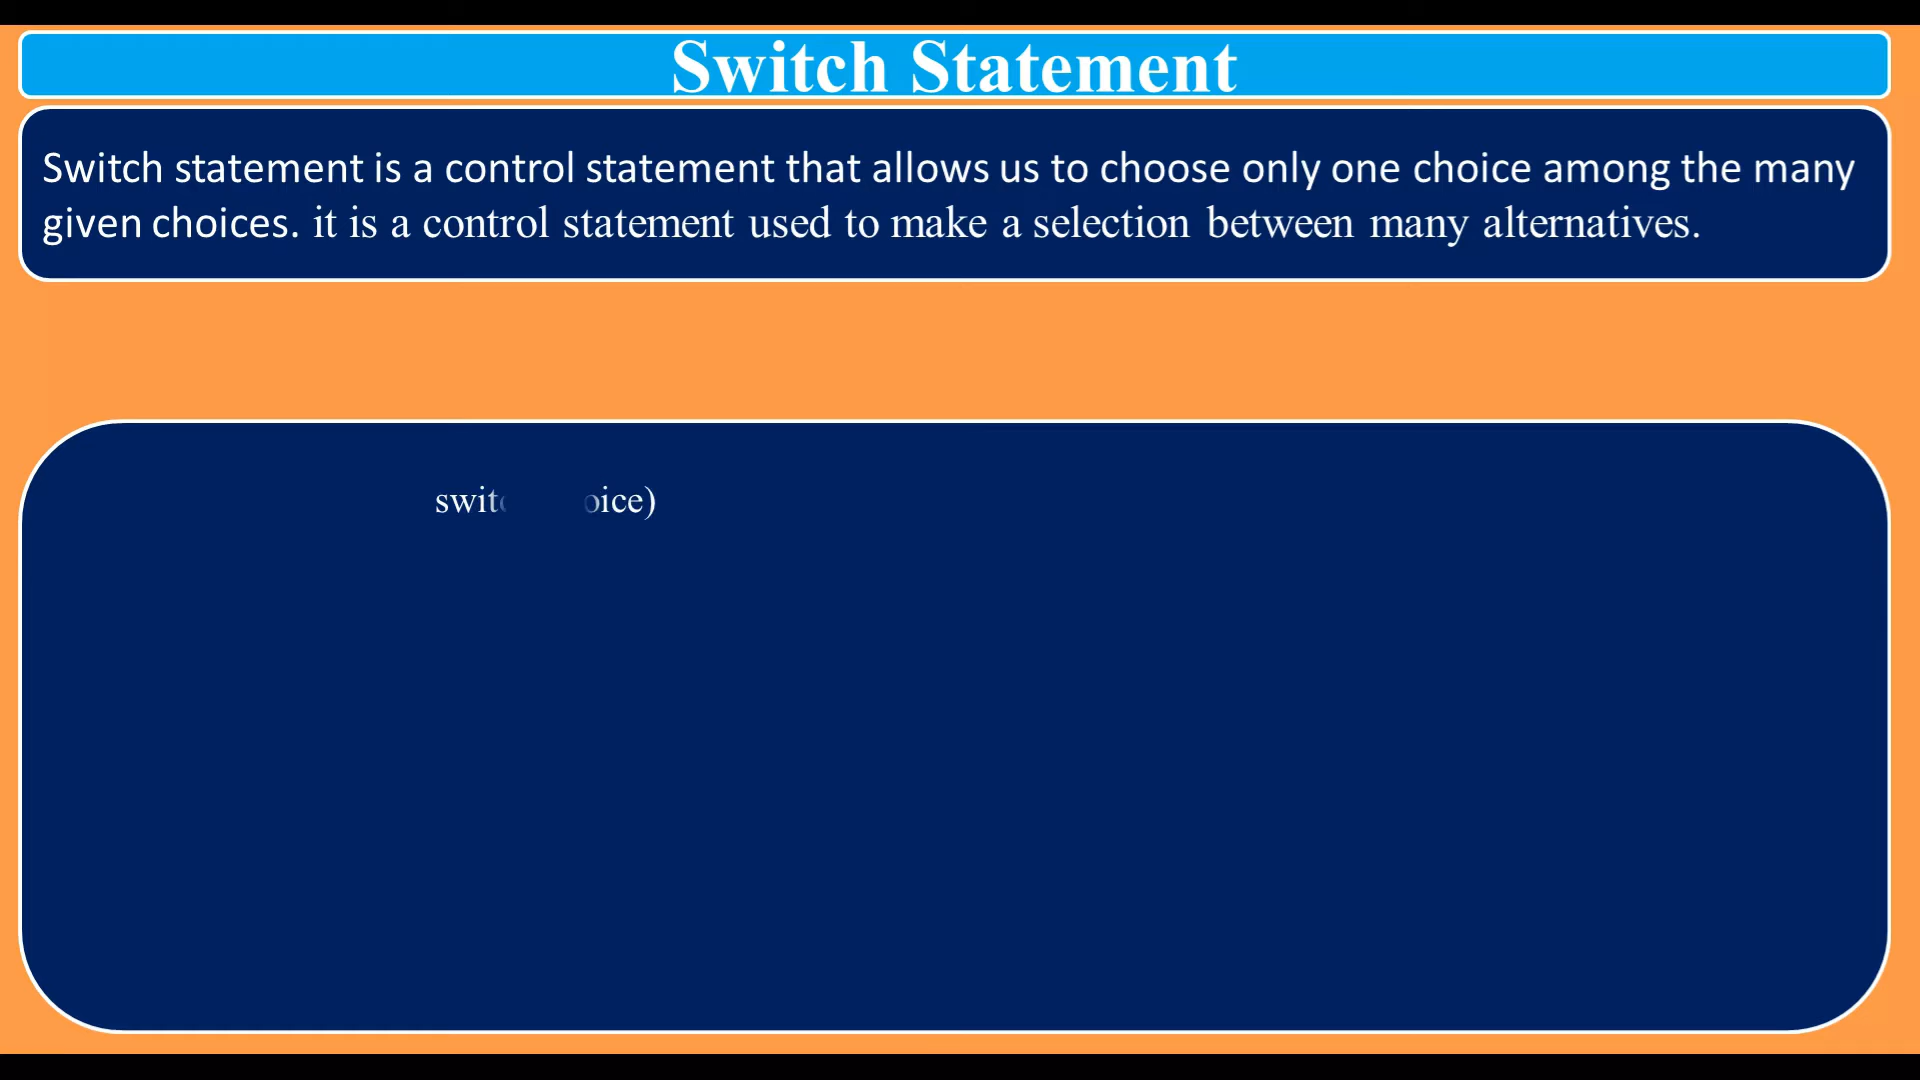 Switch Statement
Switch statement is a control statement that allows us to choose only one choice among the many
given choices. it is a control statement used to make a selection between many alternatives.